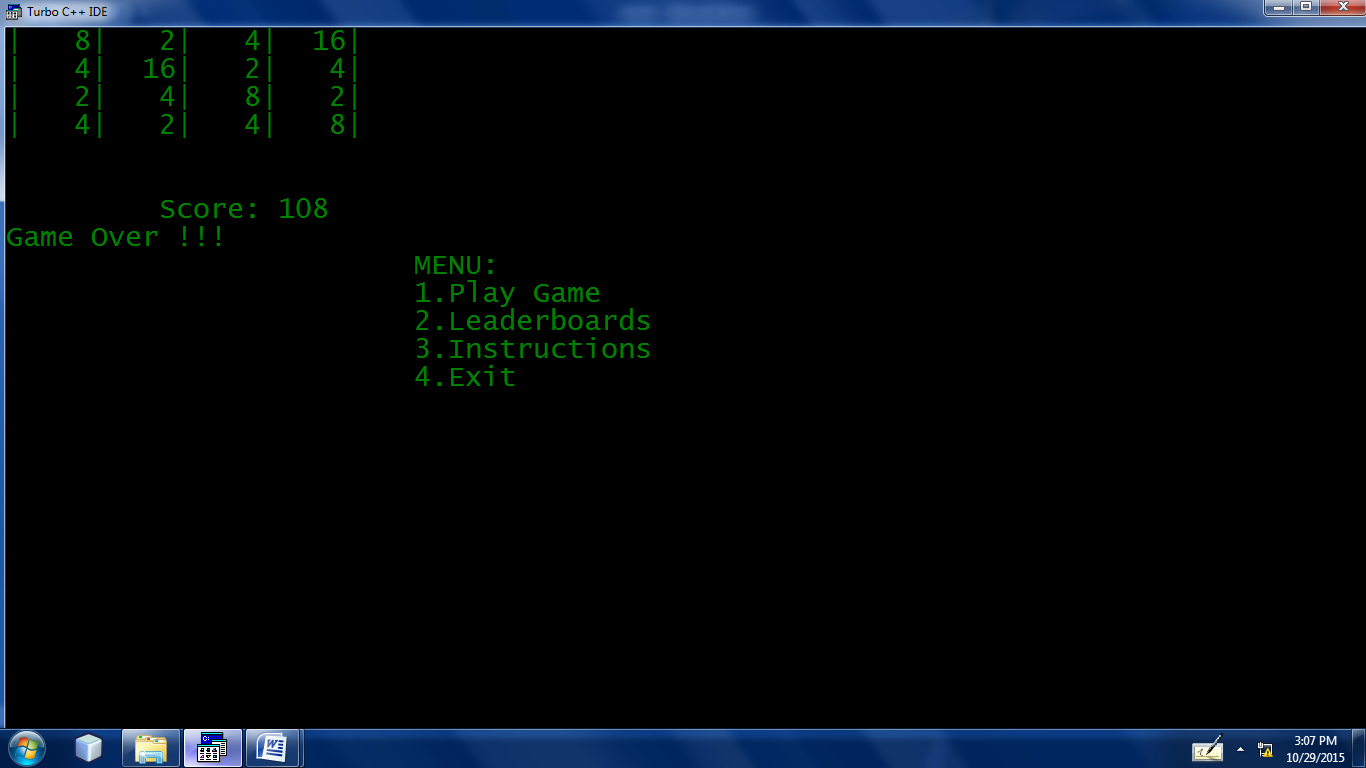 Turbo C++ IDE
| 8| 2| 4| 16|
| 4| 16| 2| 4|
| 2| 4| 8| 2|
| 4| 2| 4| 8|
Score: 108
Game Over !!!
MENU:
1.Play Game
2.Leaderboards
3.Instructions
4.Exit
3:07 PM
10/29/2015